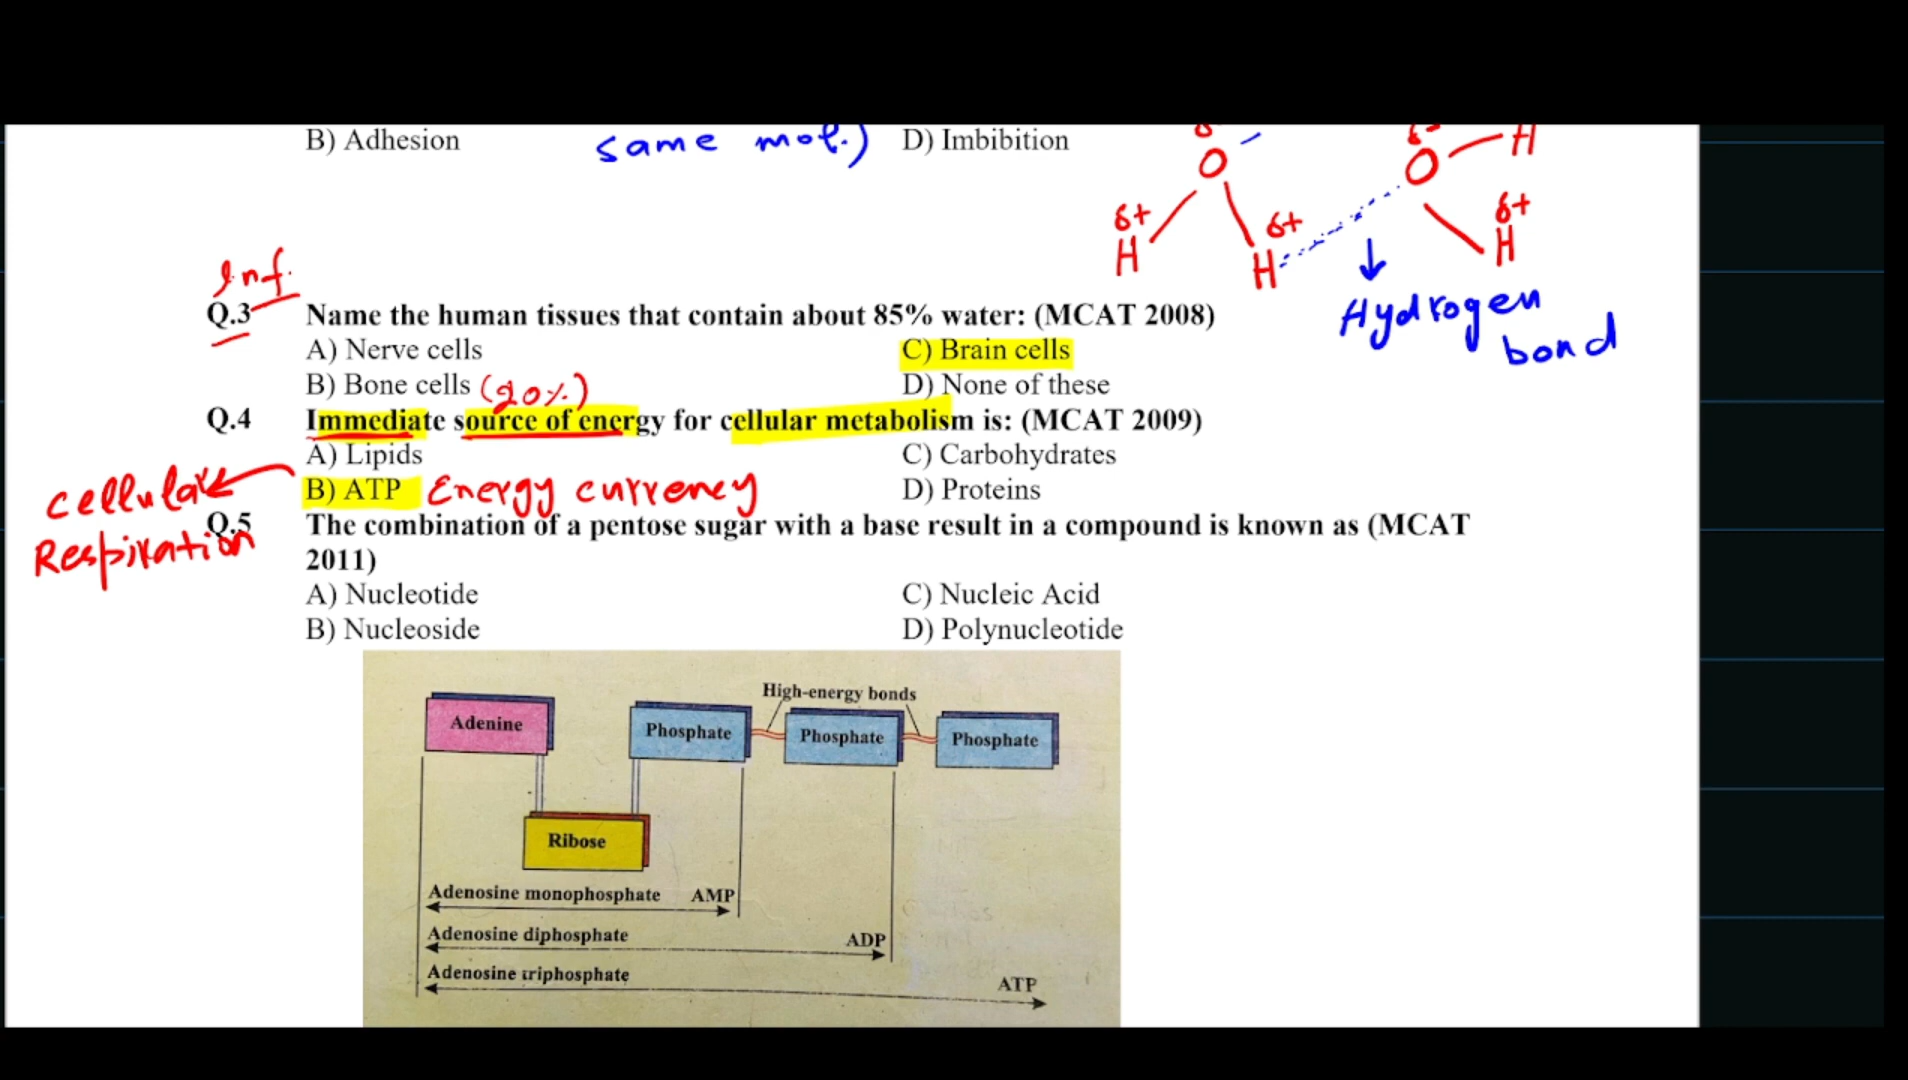 B) Adhesion same mol.) D) Imbibition
δ- O δ- O H
δ+ H δ+ H δ+ H
Hydrogen bond
Inf.
Q.3 Name the human tissues that contain about 85% water: (MCAT 2008)
A) Nerve cells C) Brain cells
B) Bone cells (20%) D) None of these
Q.4 Immediate source of energy for cellular metabolism is: (MCAT 2009)
A) Lipids C) Carbohydrates
B) ATP Energy currency D) Proteins
cellular
Respiration
Q.5 The combination of a pentose sugar with a base result in a compound is known as (MCAT
2011)
A) Nucleotide C) Nucleic Acid
B) Nucleoside D) Polynucleotide
High-energy bonds
Adenine Phosphate Phosphate Phosphate
Ribose
Adenosine monophosphate AMP
Adenosine diphosphate ADP
Adenosine triphosphate ATP